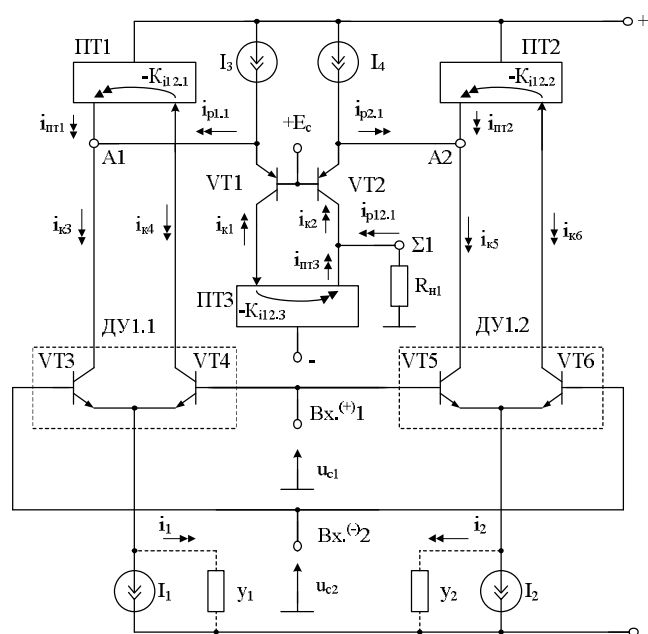 +
ПТ1
ПТ2
I3
I4
-Ki12.1
-Ki12.2
ip1.1
ip2.1
+Ec
iпт1
iпт2
A1
A2
VT1
VT2
iк3
iк4
iк1
iк2
ip12.1
iк5
iк6
Σ1
iпт3
Rн1
ПТ3
-Ki12.3
ДУ1.1
ДУ1.2
-
VT3
VT4
VT5
VT6
Вх.(+)1
uc1
i1
i2
Вх.(-)2
I1
y1
uc2
y2
I2